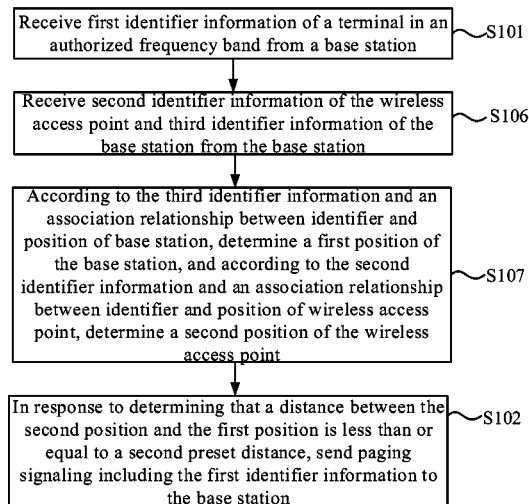 Receive first identifier information of a terminal in an
authorized frequency band from a base station
S101
Receive second identifier information of the wireless
access point and third identifier information of the
base station from the base station
S106
According to the third identifier information and an
association relationship between identifier and
position of base station, determine a first position of
the base station, and according to the second
identifier information and an association relationship
between identifier and position of wireless access
point, determine a second position of the wireless
access point
S107
In response to determining that a distance between the
second position and the first position is less than or
equal to a second preset distance, send paging
signaling including the first identifier information to
the base station
S102